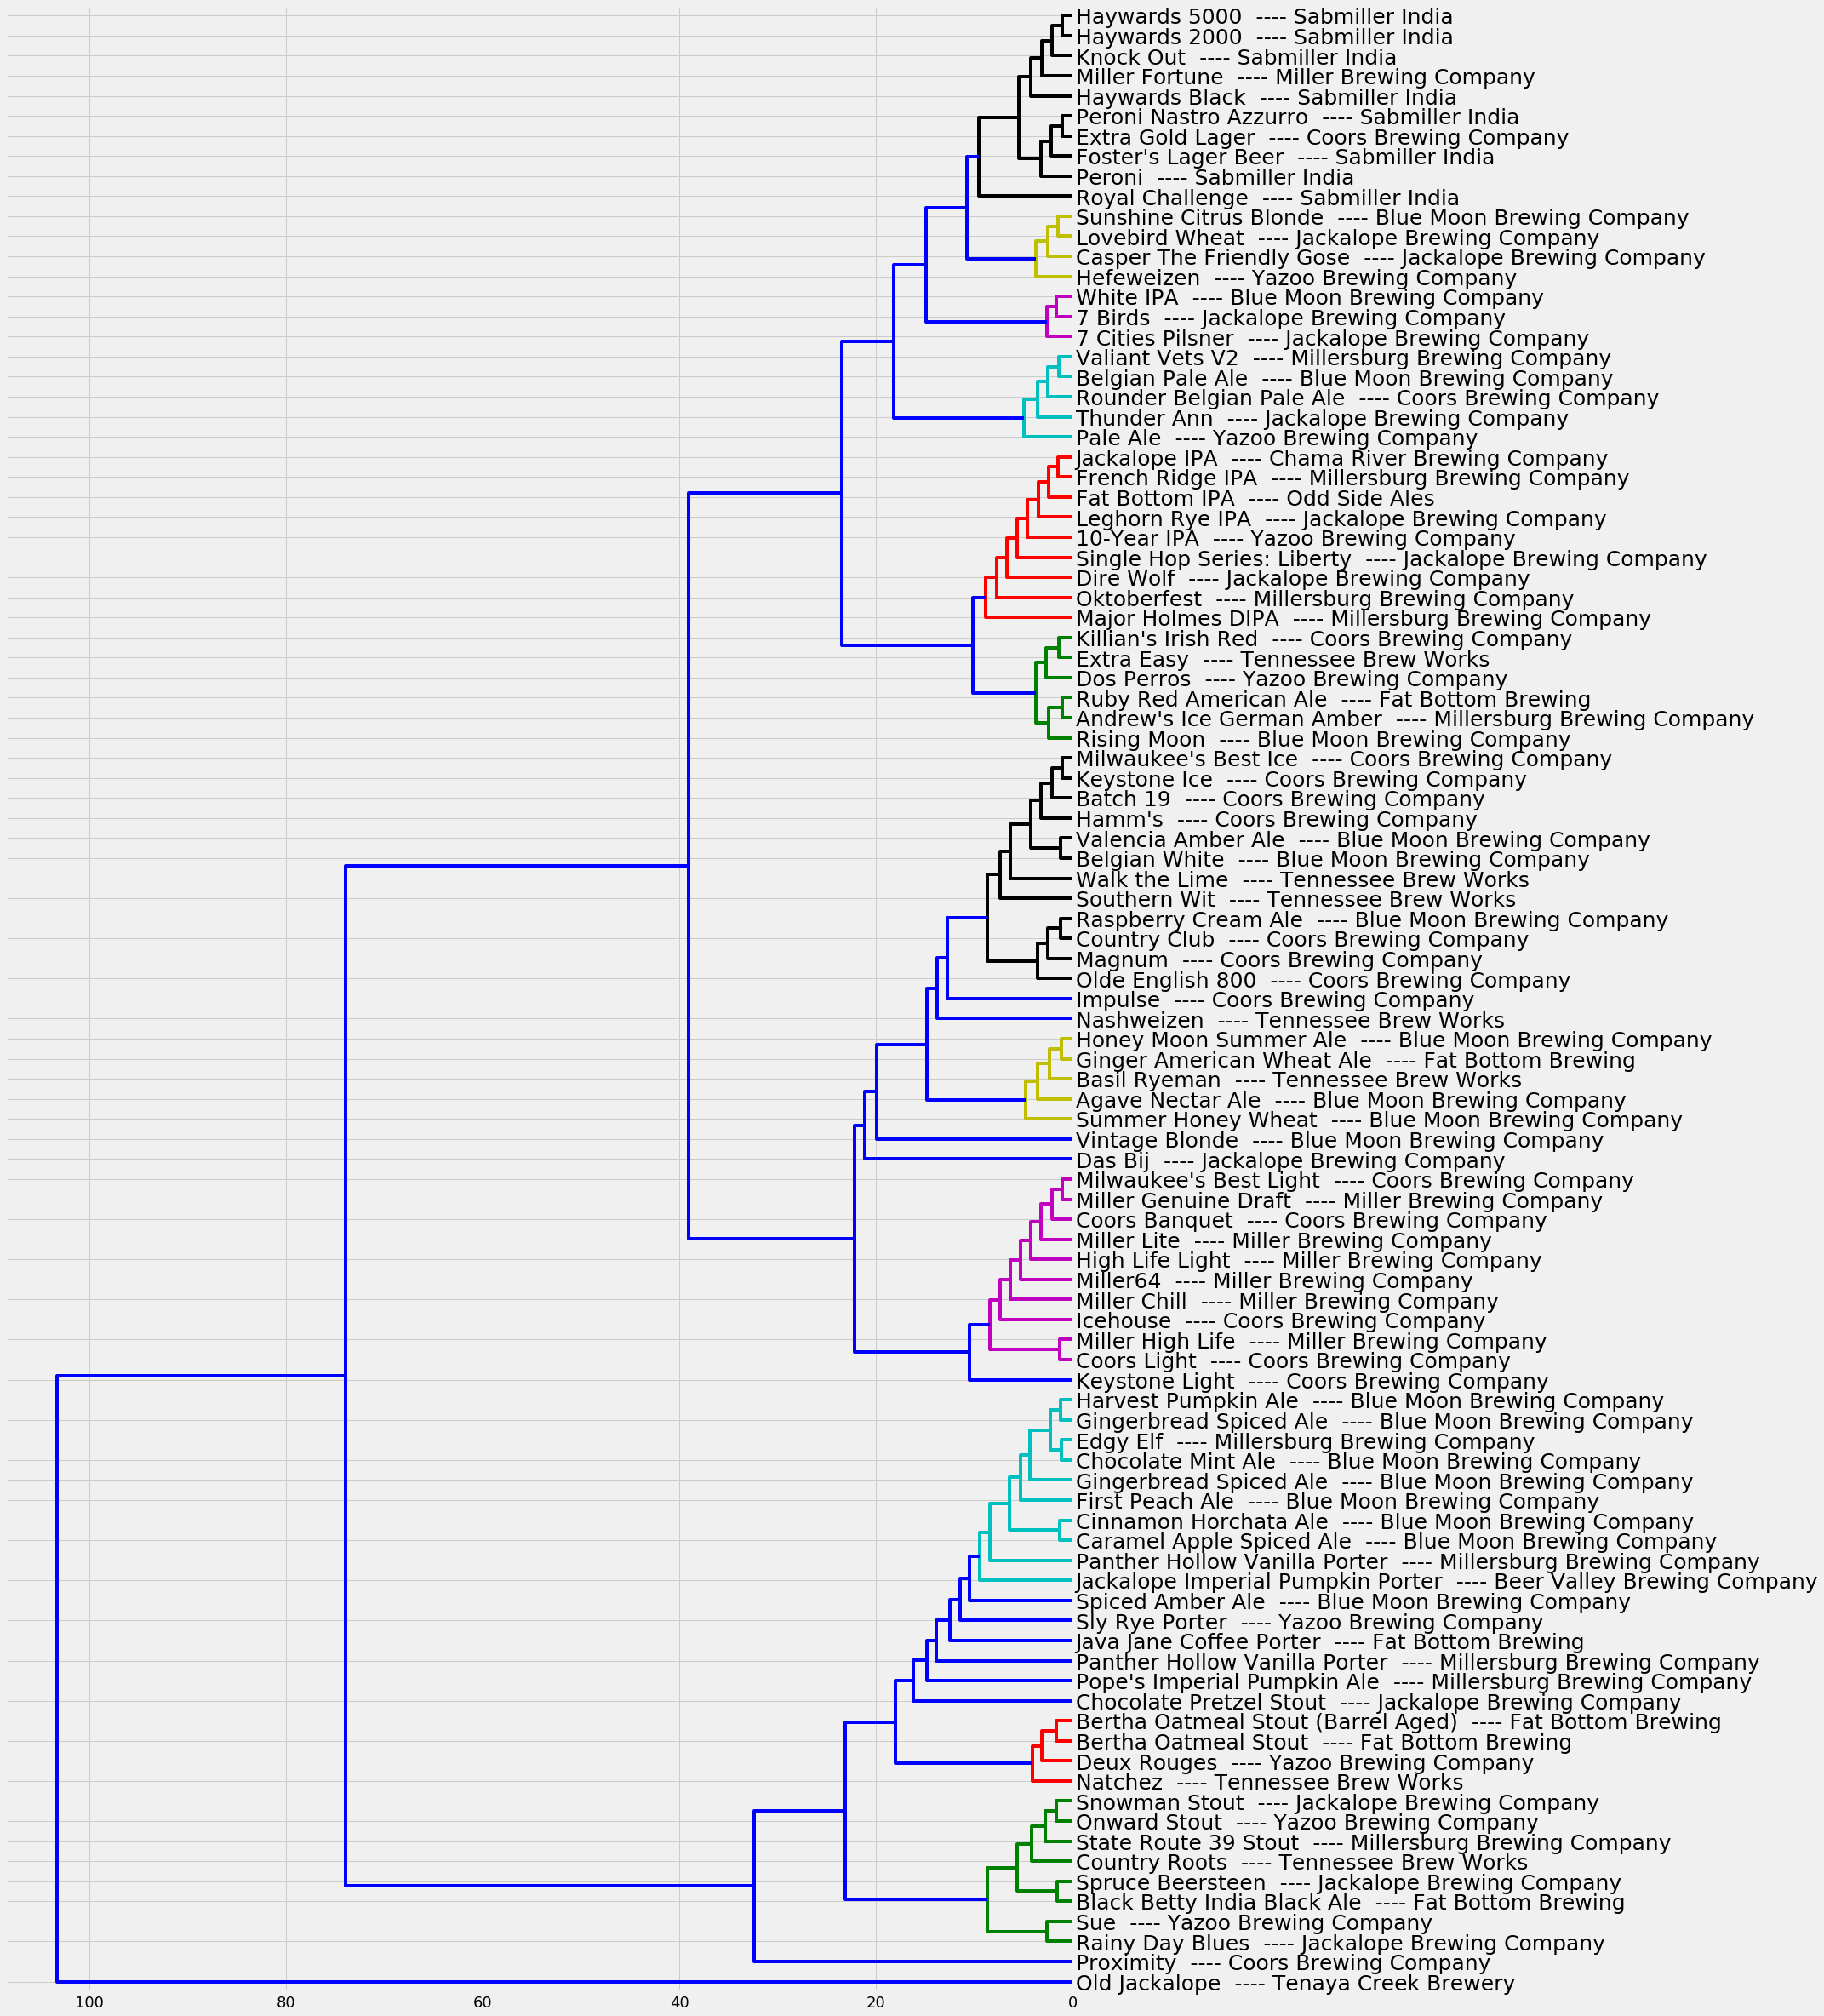 Haywards 5000  ---- Sabmiller India
Haywards 2000  ---- Sabmiller India
Knock Out  ---- Sabmiller India
Miller Fortune  ---- Miller Brewing Company
Haywards Black  ---- Sabmiller India
Peroni Nastro Azzurro  ---- Sabmiller India
Extra Gold Lager  ---- Coors Brewing Company
Foster's Lager Beer  ---- Sabmiller India
Peroni  ---- Sabmiller India
Royal Challenge  ---- Sabmiller India
Sunshine Citrus Blonde  ---- Blue Moon Brewing Company
Lovebird Wheat  ---- Jackalope Brewing Company
Casper The Friendly Gose  ---- Jackalope Brewing Company
Hefeweizen  ---- Yazoo Brewing Company
White IPA  ---- Blue Moon Brewing Company
7 Birds  ---- Jackalope Brewing Company
7 Cities Pilsner  ---- Jackalope Brewing Company
Valiant Vets V2  ---- Millersburg Brewing Company
Belgian Pale Ale  ---- Blue Moon Brewing Company
Rounder Belgian Pale Ale  ---- Coors Brewing Company
Thunder Ann  ---- Jackalope Brewing Company
Pale Ale  ---- Yazoo Brewing Company
Jackalope IPA  ---- Chama River Brewing Company
French Ridge IPA  ---- Millersburg Brewing Company
Fat Bottom IPA  ---- Odd Side Ales
Leghorn Rye IPA  ---- Jackalope Brewing Company
10-Year IPA  ---- Yazoo Brewing Company
Single Hop Series: Liberty  ---- Jackalope Brewing Company
Dire Wolf  ---- Jackalope Brewing Company
Oktoberfest  ---- Millersburg Brewing Company
Major Holmes DIPA  ---- Millersburg Brewing Company
Killian's Irish Red  ---- Coors Brewing Company
Extra Easy  ---- Tennessee Brew Works
Dos Perros  ---- Yazoo Brewing Company
Ruby Red American Ale  ---- Fat Bottom Brewing
Andrew's Ice German Amber  ---- Millersburg Brewing Company
Rising Moon  ---- Blue Moon Brewing Company
Milwaukee's Best Ice  ---- Coors Brewing Company
Keystone Ice  ---- Coors Brewing Company
Batch 19  ---- Coors Brewing Company
Hamm's  ---- Coors Brewing Company
Valencia Amber Ale  ---- Blue Moon Brewing Company
Belgian White  ---- Blue Moon Brewing Company
Walk the Lime  ---- Tennessee Brew Works
Southern Wit  ---- Tennessee Brew Works
Raspberry Cream Ale  ---- Blue Moon Brewing Company
Country Club  ---- Coors Brewing Company
Magnum  ---- Coors Brewing Company
Olde English 800  ---- Coors Brewing Company
Impulse  ---- Coors Brewing Company
Nashweizen  ---- Tennessee Brew Works
Honey Moon Summer Ale  ---- Blue Moon Brewing Company
Ginger American Wheat Ale  ---- Fat Bottom Brewing
Basil Ryeman  ---- Tennessee Brew Works
Agave Nectar Ale  ---- Blue Moon Brewing Company
Summer Honey Wheat  ---- Blue Moon Brewing Company
Vintage Blonde  ---- Blue Moon Brewing Company
Das Bij  ---- Jackalope Brewing Company
Milwaukee's Best Light  ---- Coors Brewing Company
Miller Genuine Draft  ---- Miller Brewing Company
Coors Banquet  ---- Coors Brewing Company
Miller Lite  ---- Miller Brewing Company
High Life Light  ---- Miller Brewing Company
Miller64  ---- Miller Brewing Company
Miller Chill  ---- Miller Brewing Company
Icehouse  ---- Coors Brewing Company
Miller High Life  ---- Miller Brewing Company
Coors Light  ---- Coors Brewing Company
Keystone Light  ---- Coors Brewing Company
Harvest Pumpkin Ale  ---- Blue Moon Brewing Company
Gingerbread Spiced Ale  ---- Blue Moon Brewing Company
Edgy Elf  ---- Millersburg Brewing Company
Chocolate Mint Ale  ---- Blue Moon Brewing Company
Gingerbread Spiced Ale  ---- Blue Moon Brewing Company
First Peach Ale  ---- Blue Moon Brewing Company
Cinnamon Horchata Ale  ---- Blue Moon Brewing Company
Caramel Apple Spiced Ale  ---- Blue Moon Brewing Company
Panther Hollow Vanilla Porter  ---- Millersburg Brewing Company
Jackalope Imperial Pumpkin Porter  ---- Beer Valley Brewing Company
Spiced Amber Ale  ---- Blue Moon Brewing Company
Sly Rye Porter  ---- Yazoo Brewing Company
Java Jane Coffee Porter  ---- Fat Bottom Brewing
Panther Hollow Vanilla Porter  ---- Millersburg Brewing Company
Pope's Imperial Pumpkin Ale  ---- Millersburg Brewing Company
Chocolate Pretzel Stout  ---- Jackalope Brewing Company
Bertha Oatmeal Stout (Barrel Aged)  ---- Fat Bottom Brewing
Bertha Oatmeal Stout  ---- Fat Bottom Brewing
Deux Rouges  ---- Yazoo Brewing Company
Natchez  ---- Tennessee Brew Works
Snowman Stout  ---- Jackalope Brewing Company
Onward Stout  ---- Yazoo Brewing Company
State Route 39 Stout  ---- Millersburg Brewing Company
Country Roots  ---- Tennessee Brew Works
Spruce Beersteen  ---- Jackalope Brewing Company
Black Betty India Black Ale  ---- Fat Bottom Brewing
Sue  ---- Yazoo Brewing Company
Rainy Day Blues  ---- Jackalope Brewing Company
Proximity  ---- Coors Brewing Company
Old Jackalope  ---- Tenaya Creek Brewery
100 80 60 40 20 0